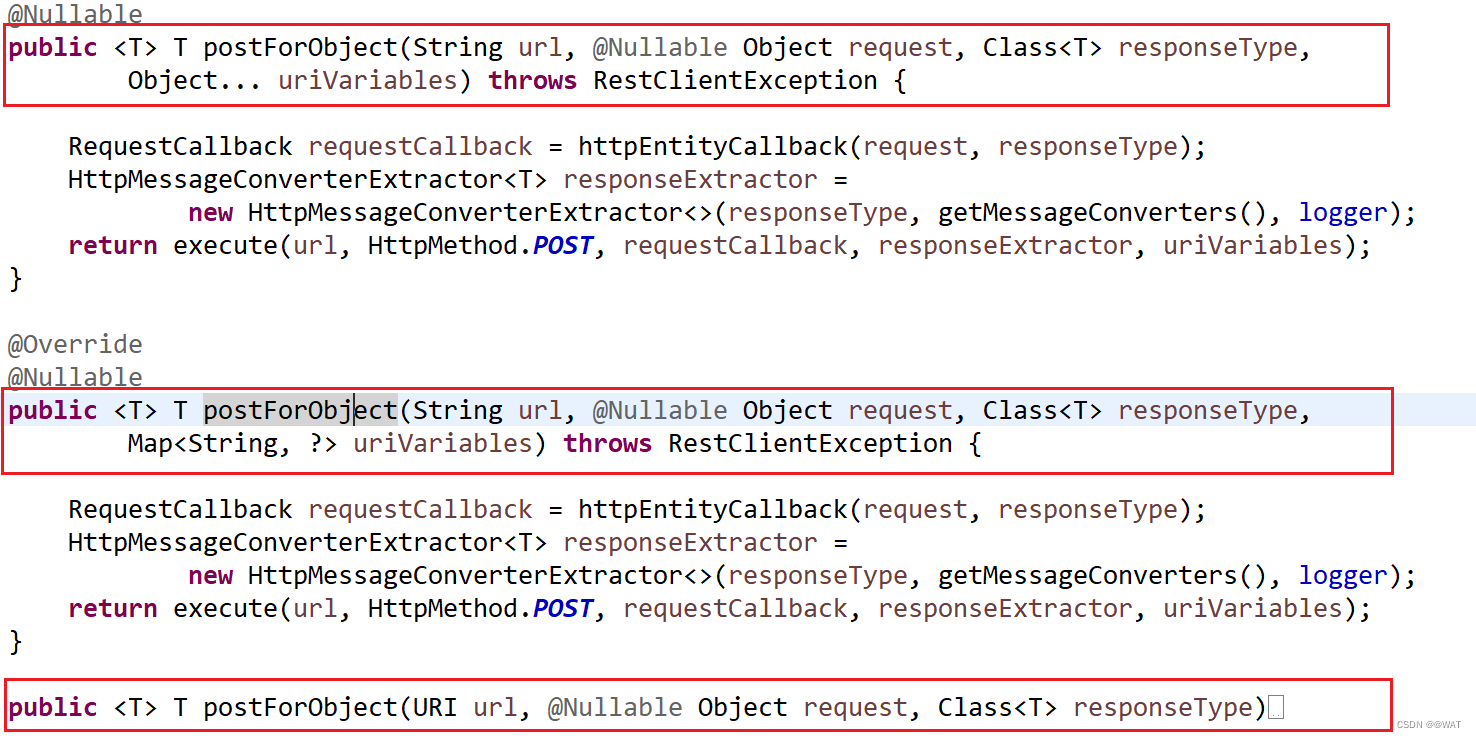 @Nullable
public <T> T postForObject(String url, @Nullable Object request, Class<T> responseType,
        Object... uriVariables) throws RestClientException {

    RequestCallback requestCallback = httpEntityCallback(request, responseType);
    HttpMessageConverterExtractor<T> responseExtractor =
            new HttpMessageConverterExtractor<>(responseType, getMessageConverters(), logger);
    return execute(url, HttpMethod.POST, requestCallback, responseExtractor, uriVariables);
}

@Override
@Nullable
public <T> T postForObject(String url, @Nullable Object request, Class<T> responseType,
        Map<String, ?> uriVariables) throws RestClientException {

    RequestCallback requestCallback = httpEntityCallback(request, responseType);
    HttpMessageConverterExtractor<T> responseExtractor =
            new HttpMessageConverterExtractor<>(responseType, getMessageConverters(), logger);
    return execute(url, HttpMethod.POST, requestCallback, responseExtractor, uriVariables);
}

public <T> T postForObject(URI url, @Nullable Object request, Class<T> responseType)
CSDN @@WAT